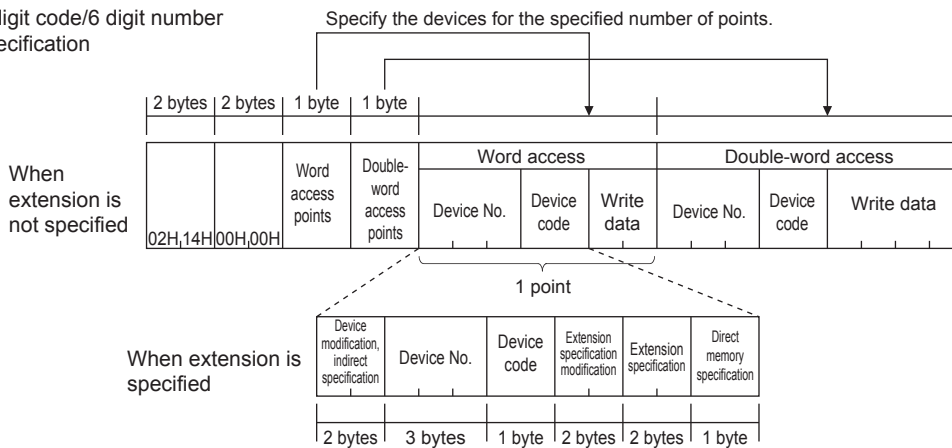 digit code/6 digit number
ecification
Specify the devices for the specified number of points.
2 bytes 2 bytes 1 byte 1 byte
When
extension is
not specified
02H 14H 00H 00H
Word
access
points
Double-
word
access
points
Word access
Device No.
Device
code
Write
data
Double-word access
Device No.
Device
code
Write data
1 point
When extension is
specified
Device
modification,
indirect
specification
Device No.
Device
code
Extension
specification
modification
Extension
specification
Direct
memory
specification
2 bytes 3 bytes 1 byte 2 bytes 2 bytes 1 byte